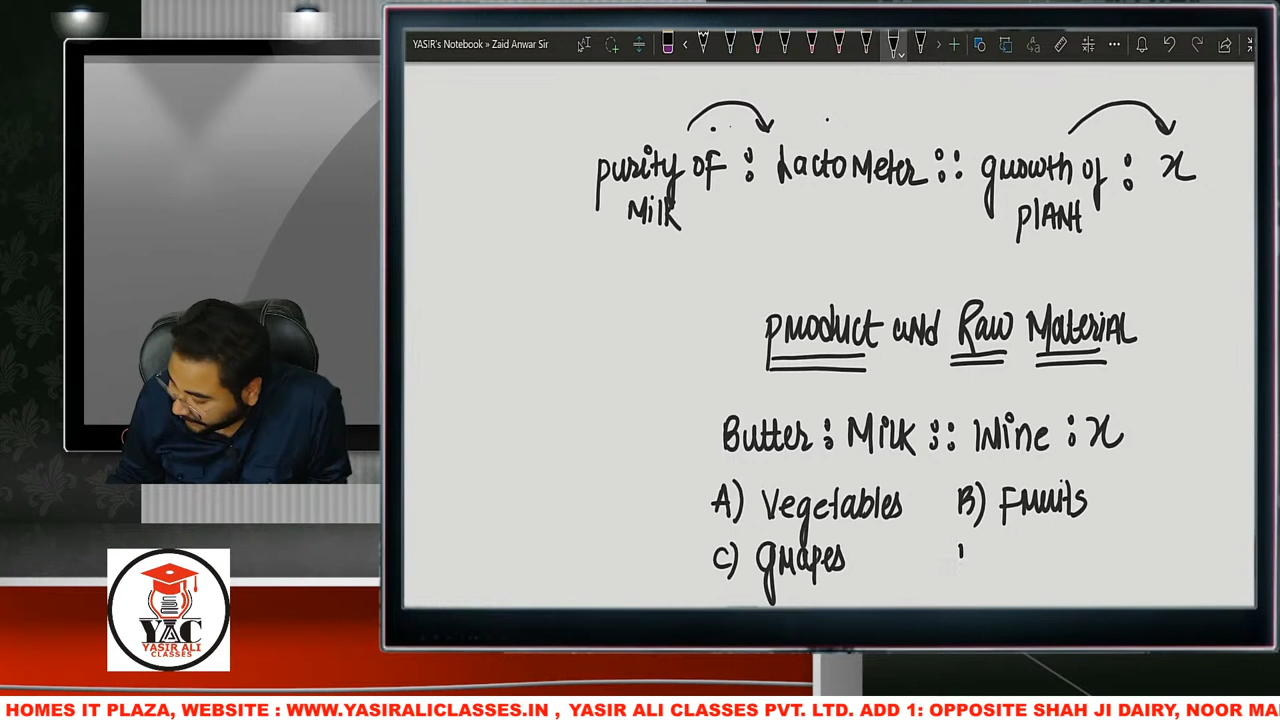 YASIR's Notebook » Zaid Anwar Sir
purity of : LactoMeter :: growth of : x
Milk PLANT
product and Raw Material
Butter : Milk :: Wine : x
A) Vegetables B) Fruits
C) grapes
YAC
YASIR ALI
CLASSES
HOMES IT PLAZA, WEBSITE : WWW.YASIRALICLASSES.IN , YASIR ALI CLASSES PVT. LTD. ADD 1: OPPOSITE SHAH JI DAIRY, NOOR MA